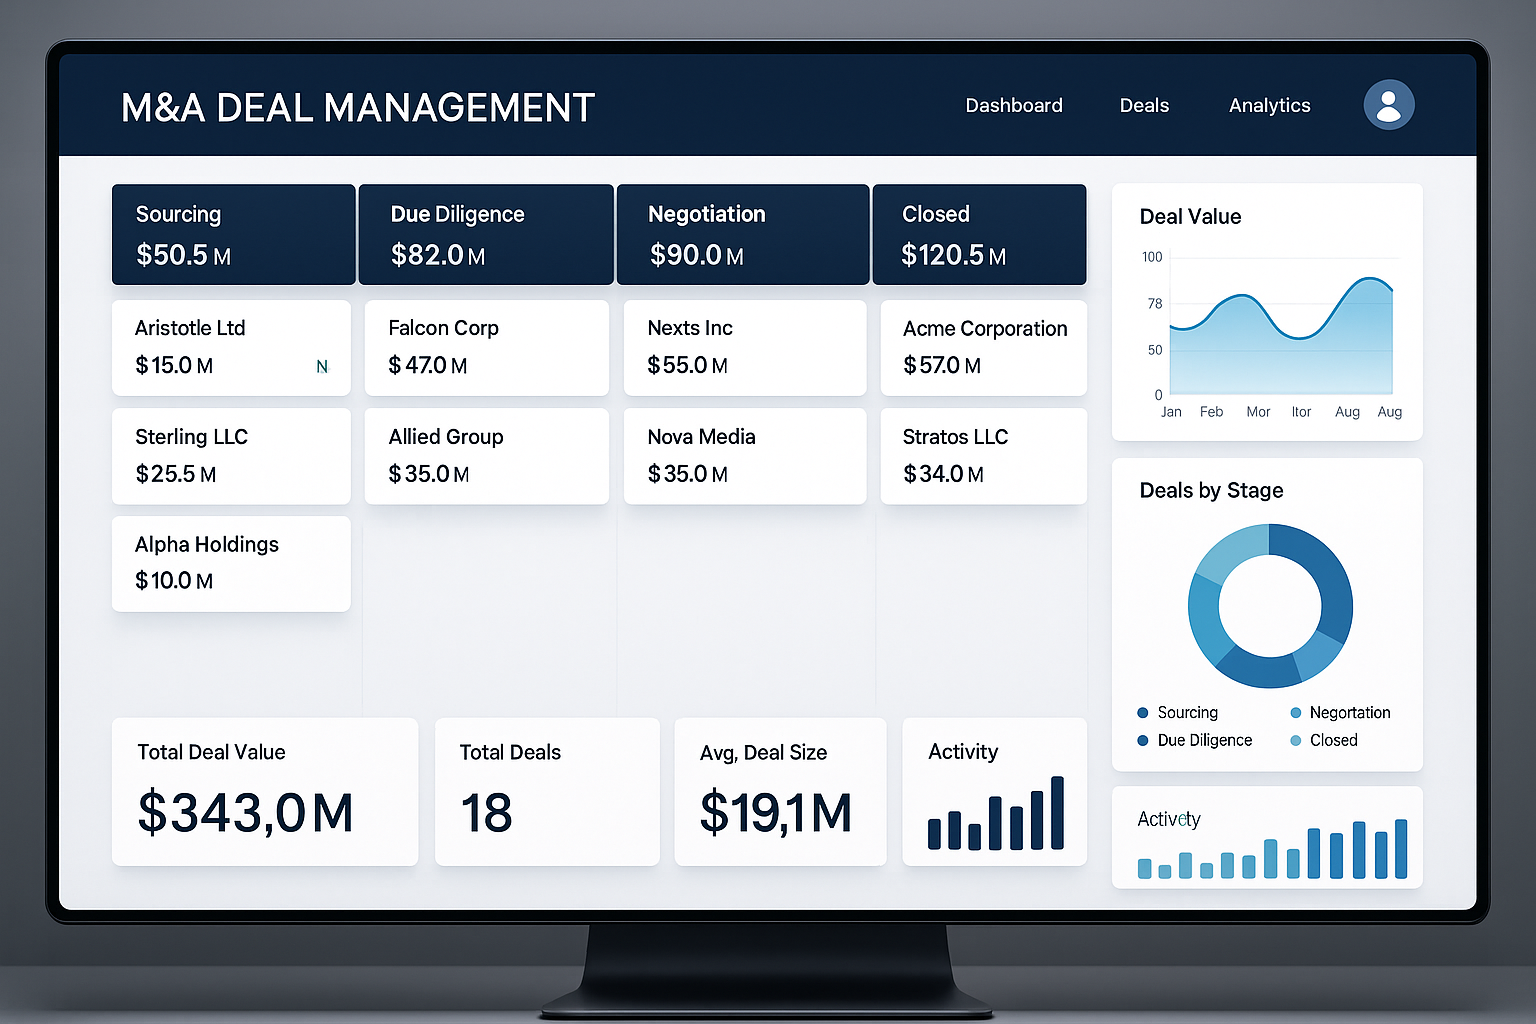 M&A DEAL MANAGEMENT
Dashboard
Deals
Analytics
Sourcing
$50.5 M
Due Diligence
$82.0 M
Negotiation
$90.0 M
Closed
$120.5 M
Aristotle Ltd
$15.0 M
N
Falcon Corp
$47.0 M
Nexts Inc
$55.0 M
Acme Corporation
$57.0 M
Sterling LLC
$25.5 M
Allied Group
$35.0 M
Nova Media
$35.0 M
Stratos LLC
$34.0 M
Alpha Holdings
$10.0 M
Total Deal Value
$343,0 M
Total Deals
18
Avg, Deal Size
$19,1 M
Activity
Deal Value
100
78
50
0
Jan Feb Mor Itor Aug Aug
Deals by Stage
Sourcing
Negortation
Due Diligence
Closed
Activety